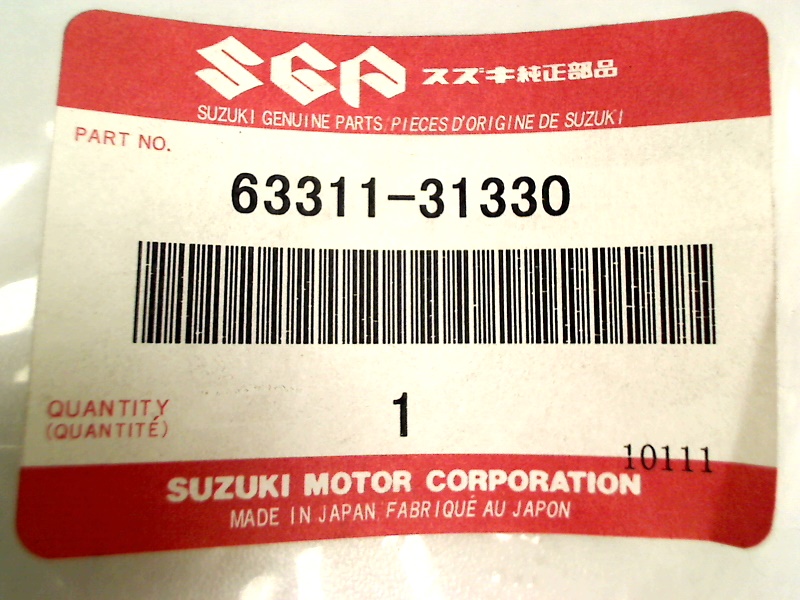 SGP スズキ純正部品
SUZUKI GENUINE PARTS/PIECES D'ORIGINE DE SUZUKI
PART NO.
63311-31330
QUANTITY
(QUANTITÉ)
1
10111
SUZUKI MOTOR CORPORATION
MADE IN JAPAN FABRIQUÉ AU JAPON